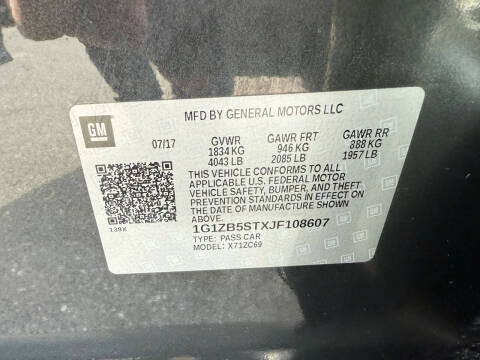 MFD BY GENERAL MOTORS LLC
GM
07/17 GVWR GAWR FRT GAWR RR
1834 KG 946 KG 888 KG
4043 LB 2085 LB 1957 LB
THIS VEHICLE CONFORMS TO ALL
APPLICABLE U.S. FEDERAL MOTOR
VEHICLE SAFETY, BUMPER, AND THEFT
PREVENTION STANDARDS IN EFFECT ON
THE DATE OF MANUFACTURE SHOWN ABOVE.
139X
1G1ZB5STXJF108607
TYPE: PASS CAR
MODEL: X71ZC69